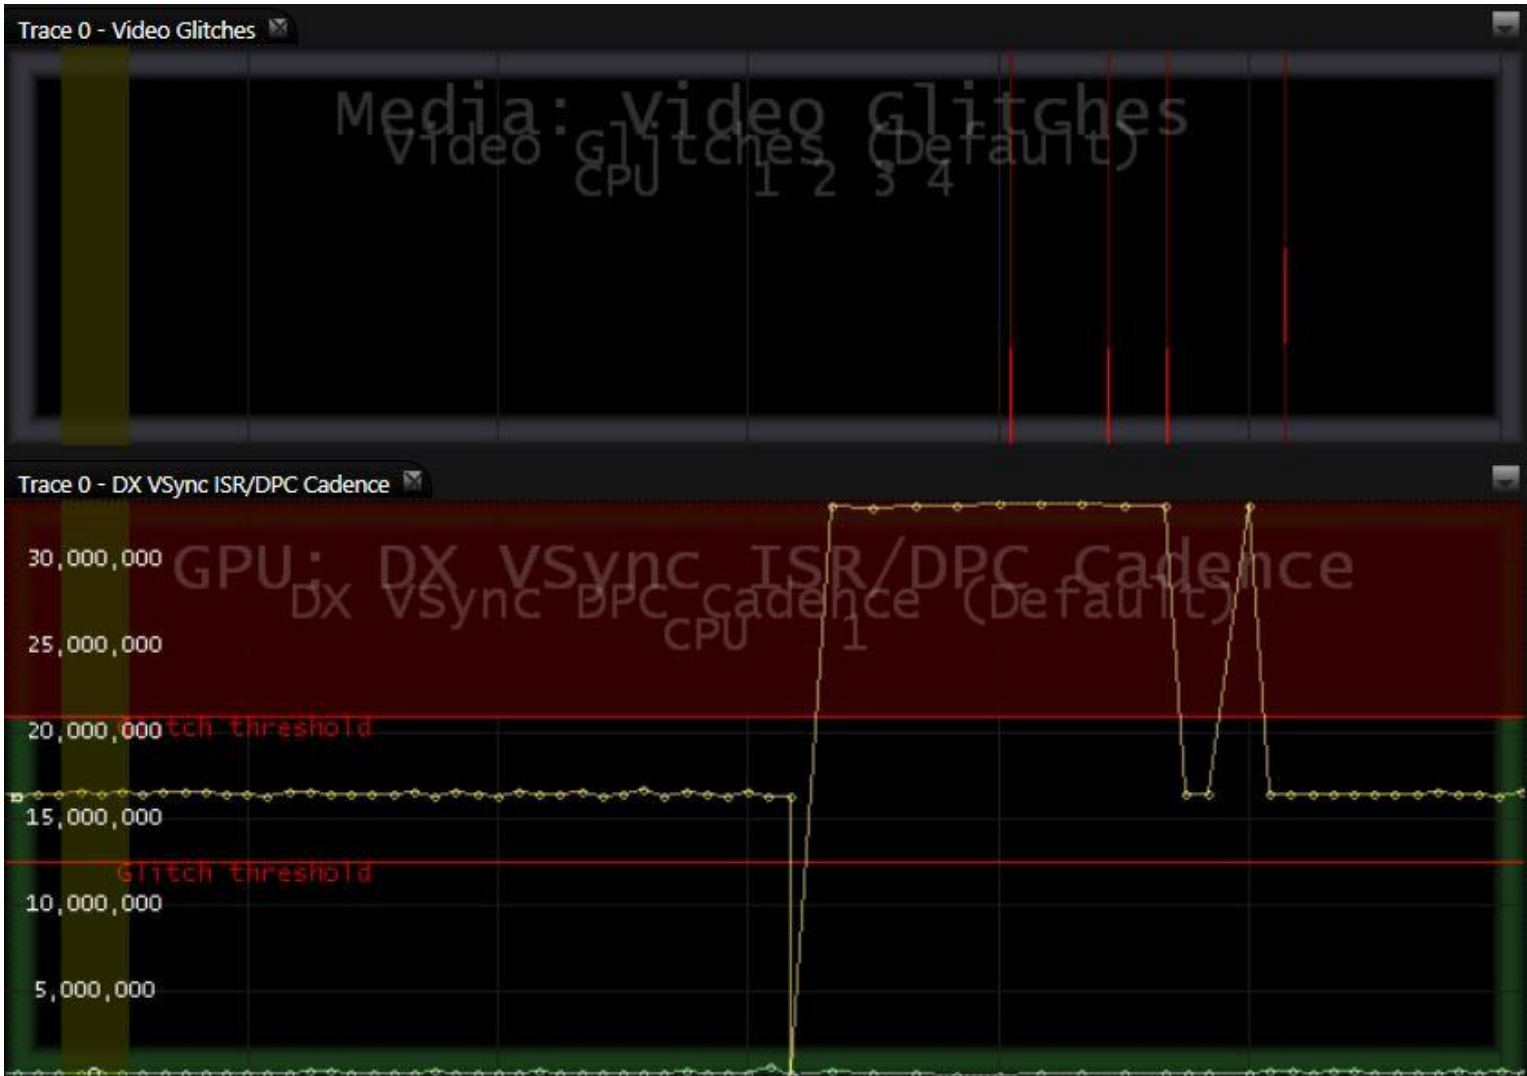 Trace 0 - Video Glitches
Media: Video Glitches
Video Glitches (Default)
CPU 1 2 3 4
Trace 0 - DX VSync ISR/DPC Cadence
30,000,000
GPU: DX VSync ISR/DPC Cadence
DX VSync DPC Cadence (Default)
CPU 1
25,000,000
20,000,000 threshold
15,000,000
Glitch threshold
10,000,000
5,000,000